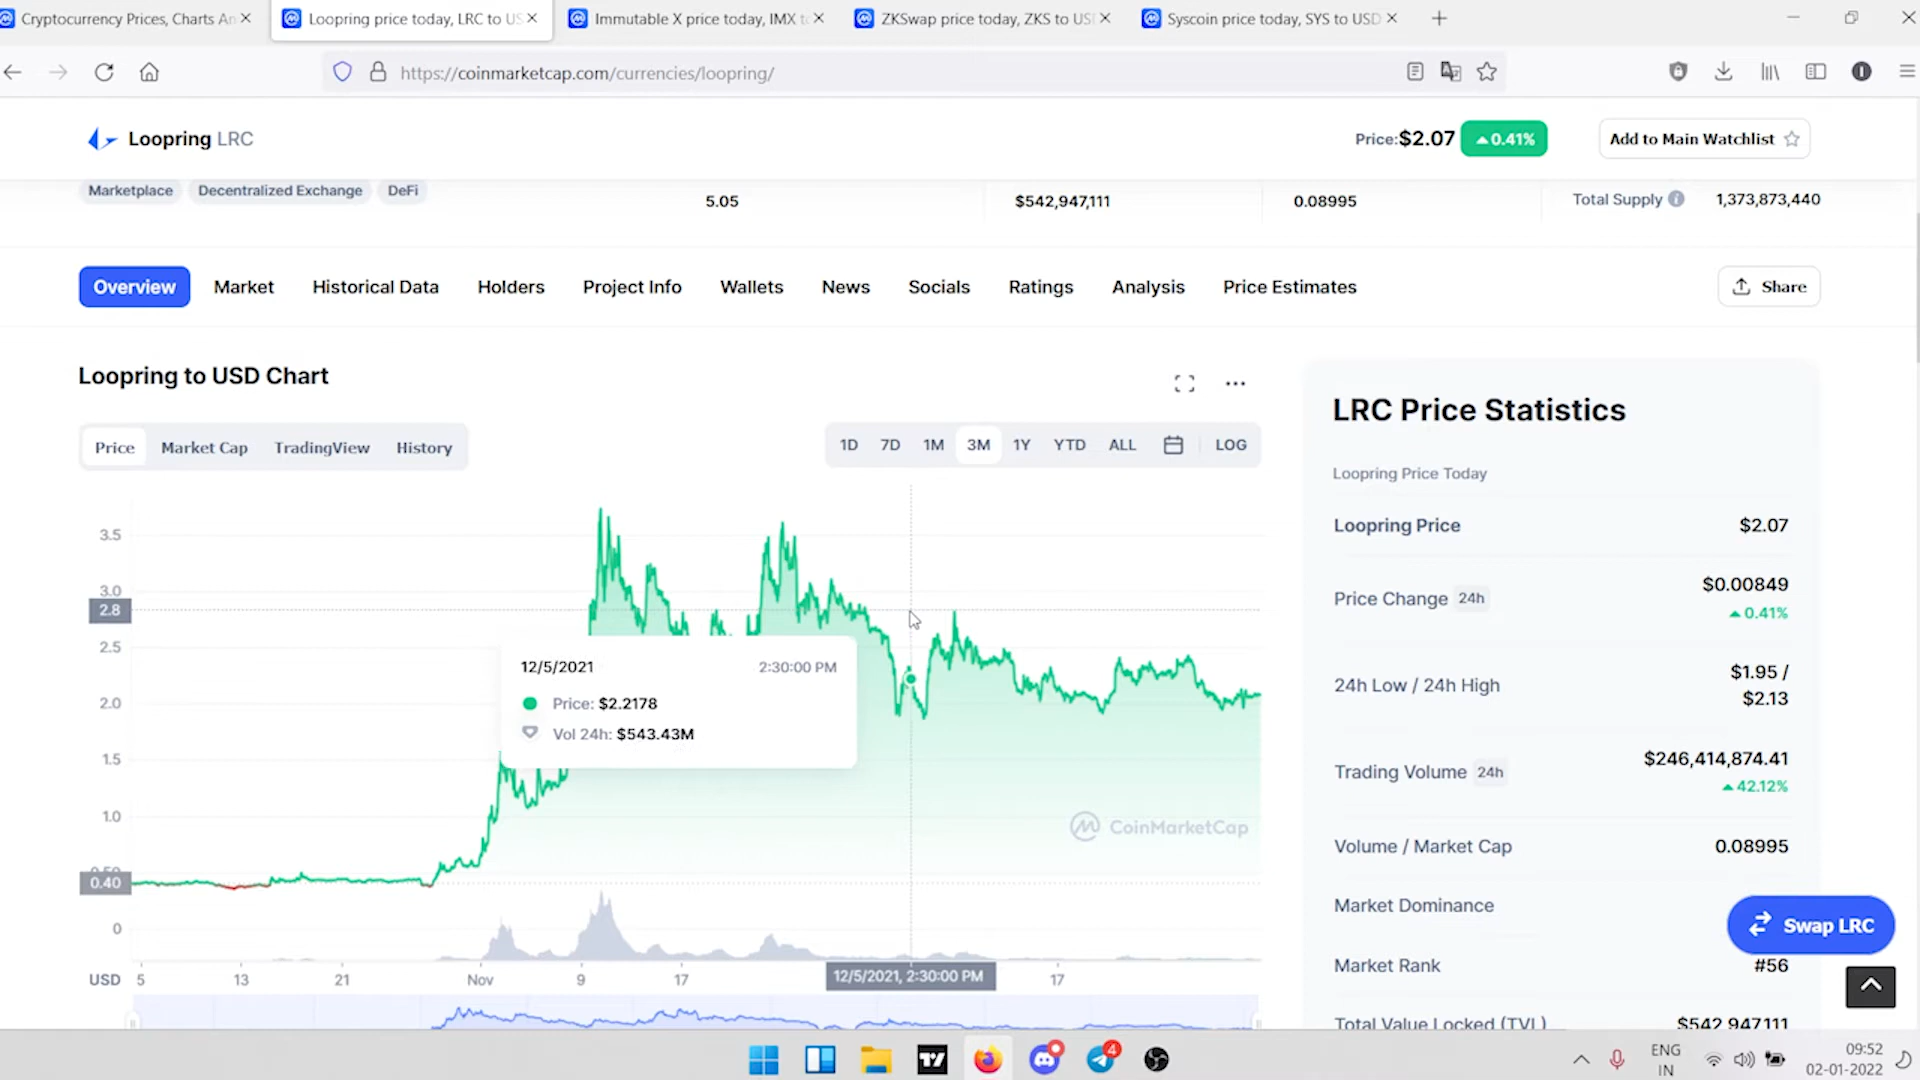 Cryptocurrency Prices, Charts An
Loopring price today, LRC to US
Immutable X price today, IMX t
ZKSwap price today, ZKS to USI
Syscoin price today, SYS to USD
https://coinmarketcap.com/currencies/loopring/
Loopring LRC
Price:$2.07
0.41%
Add to Main Watchlist
Marketplace
Decentralized Exchange
DeFi
5.05
$542,947,111
0.08995
Total Supply
1,373,873,440
Overview
Market
Historical Data
Holders
Project Info
Wallets
News
Socials
Ratings
Analysis
Price Estimates
Share
Loopring to USD Chart
Price
Market Cap
TradingView
History
1D
7D
1M
3M
1Y
YTD
ALL
LOG
3.5
3.0
2.8
2.5
2.0
1.5
1.0
0.40
0
12/5/2021
2:30:00 PM
Price: $2.2178
Vol 24h: $543.43M
CoinMarketCap
USD
5
13
21
Nov
9
17
12/5/2021, 2:30:00 PM
17
LRC Price Statistics
Loopring Price Today
Loopring Price
$2.07
Price Change 24h
$0.00849
0.41%
24h Low / 24h High
$1.95 /
$2.13
Trading Volume 24h
$246,414,874.41
42.12%
Volume / Market Cap
0.08995
Market Dominance
Swap LRC
Market Rank
#56
Total Value Locked (TVL)
$542,947,111
4
ENG
IN
09:52
02-01-2022